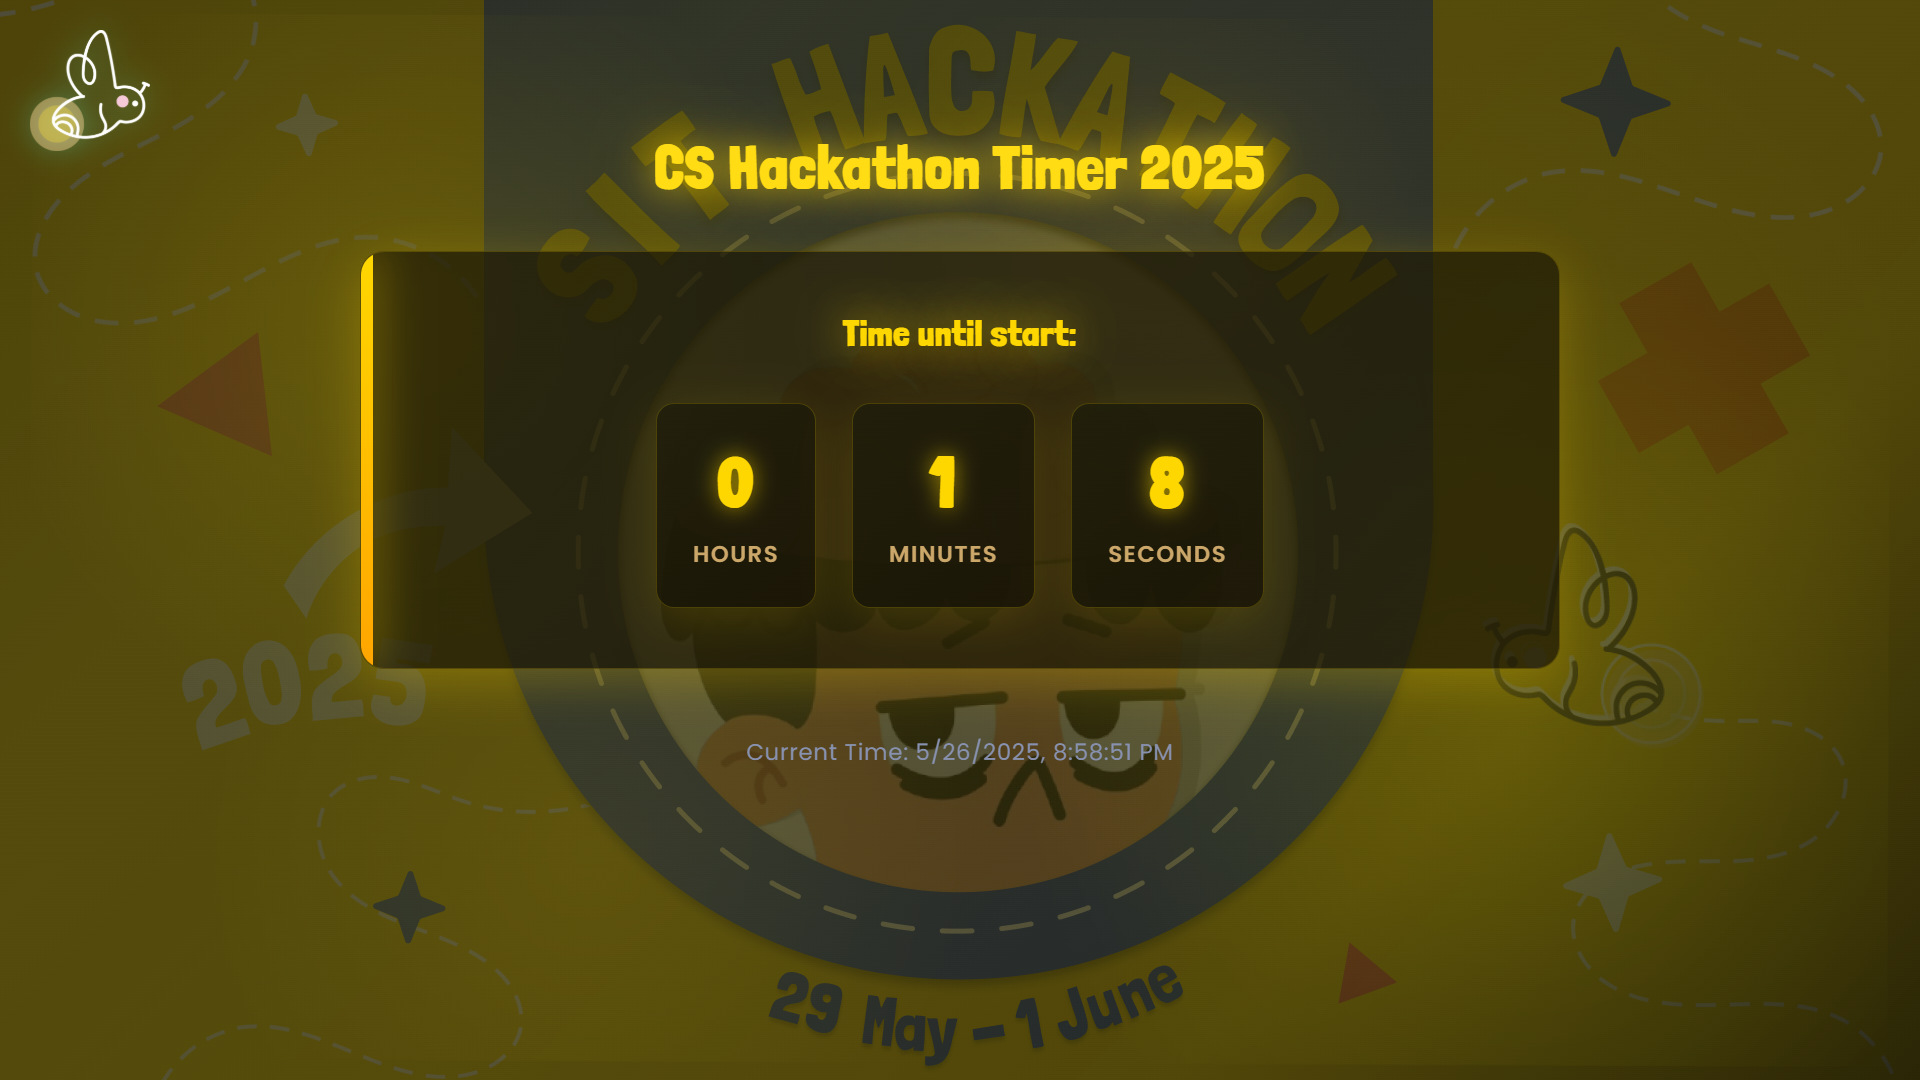 SIT HACKATHON
CS Hackathon Timer 2025
Time until start:
0 1 8
HOURS MINUTES SECONDS
2025
Current Time: 5/26/2025, 8:58:51 PM
29 May – 1 June